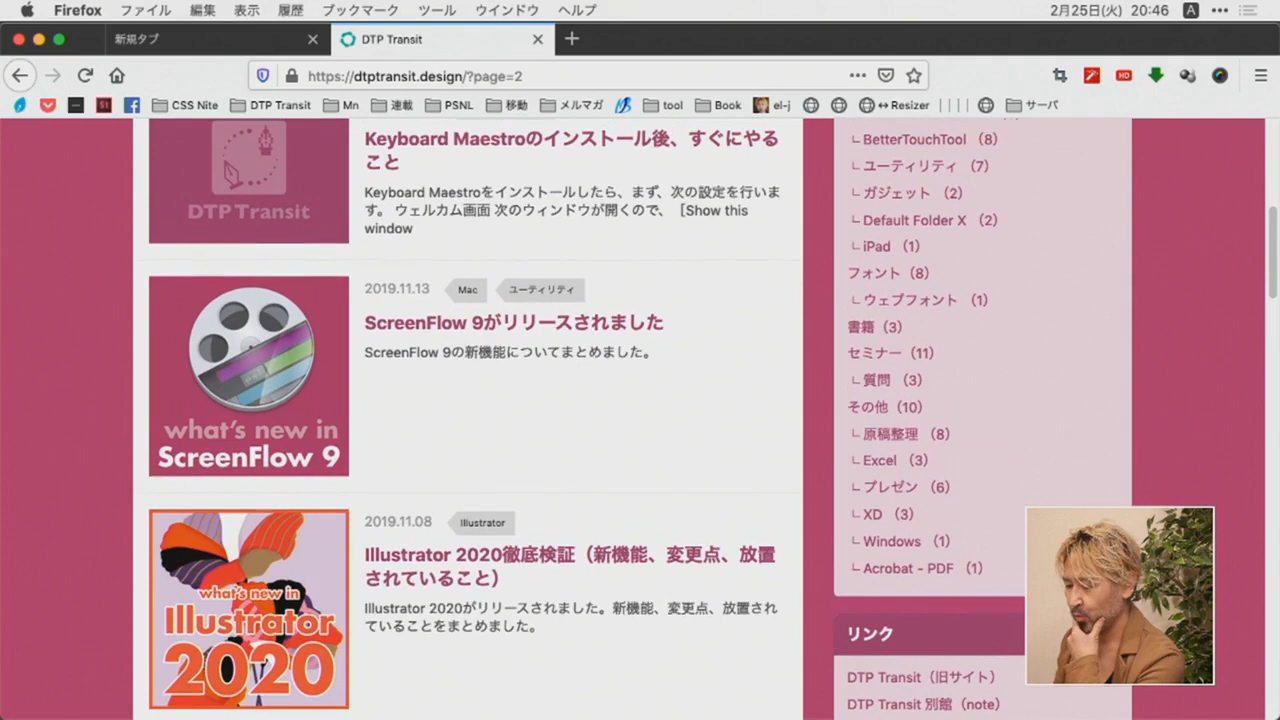 Firefox ファイル 編集 表示 履歴 ブックマーク ツール ウインドウ ヘルプ 2月25日(火) 20:46 A
新規タブ DTP Transit
https://dtptransit.design/?page=2 HD
CSS Nite DTP Transit Mn 連載 PSNL 移動 メルマガ tool Book el-j ↔Resizer サーバ
DTP Transit
Keyboard Maestroのインストール後、すぐにやる
こと
Keyboard Maestroをインストールしたら、まず、次の設定を行いま
す。 ウェルカム画面 次のウィンドウが開くので、［Show this
window
what's new in
ScreenFlow 9
2019.11.13 Mac ユーティリティ
ScreenFlow 9がリリースされました
ScreenFlow 9の新機能についてまとめました。
what's new in
Illustrator
2020
2019.11.08 Illustrator
Illustrator 2020徹底検証（新機能、変更点、放置
されていること）
Illustrator 2020がリリースされました。新機能、変更点、放置され
ていることをまとめました。
∟BetterTouchTool（8）
∟ユーティリティ（7）
∟ガジェット（2）
∟Default Folder X（2）
∟iPad（1）
フォント（8）
∟ウェブフォント（1）
書籍（3）
セミナー（11）
∟質問（3）
その他（10）
∟原稿整理（8）
∟Excel（3）
∟プレゼン（6）
∟XD（3）
∟Windows（1）
∟Acrobat - PDF（1）
リンク
DTP Transit（旧サイト）
DTP Transit 別館（note）